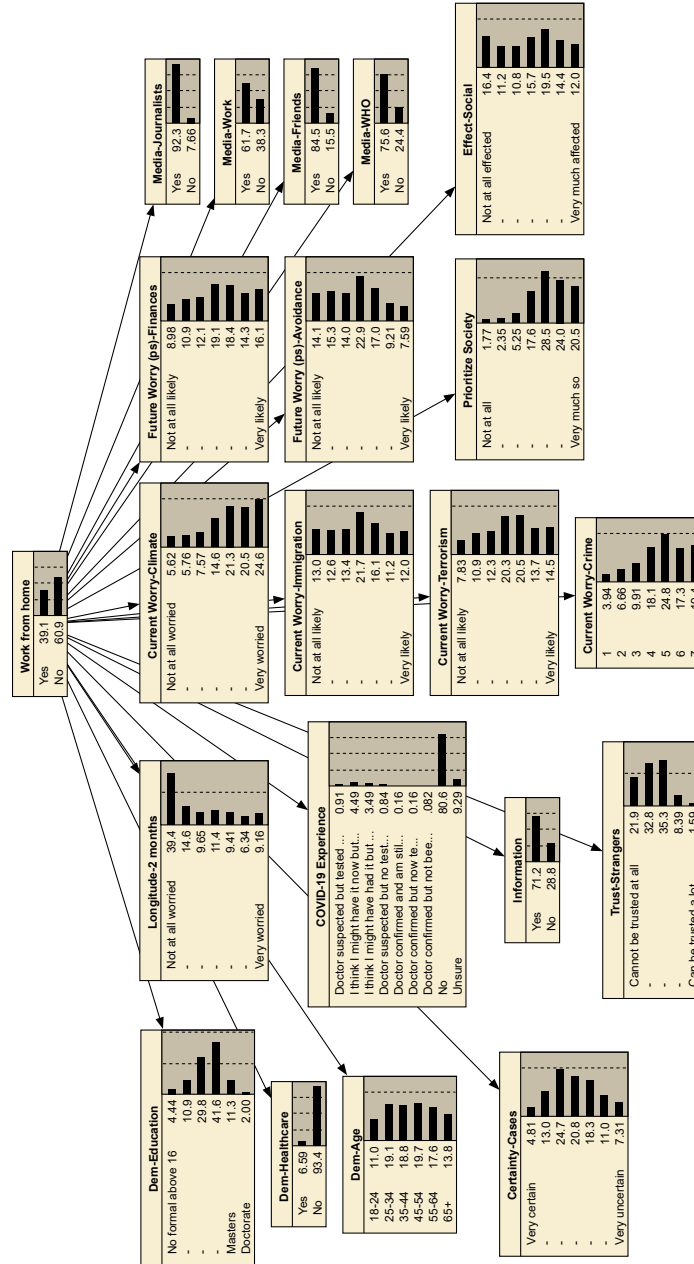 Work from home
Yes 39.1
No 60.9
Dem-Education
No formal above 16 4.44
- 10.9
- 29.8
- 41.6
Masters 11.3
Doctorate 2.00
Longitude-2 months
Not at all worried 39.4
- 14.6
- 9.65
- 11.4
- 9.41
- 6.34
Very worried 9.16
Current Worry-Climate
Not at all worried 5.62
- 5.76
- 7.57
- 14.6
- 21.3
- 20.5
Very worried 24.6
Future Worry (ps)-Finances
Not at all likely 8.98
- 10.9
- 12.1
- 19.1
- 18.4
- 14.3
Very likely 16.1
Media-Journalists
Yes 92.3
No 7.66
Media-Work
Yes 61.7
No 38.3
Media-Friends
Yes 84.5
No 15.5
Media-WHO
Yes 75.6
No 24.4
Dem-Healthcare
Yes 6.59
No 93.4
Dem-Age
18-24 11.0
25-34 19.1
35-44 18.8
45-54 19.7
55-64 17.6
65+ 13.8
COVID-19 Experience
Doctor suspected but tested ... 0.91
I think I might have it now but... 4.49
I think I might have had it but ... 3.49
Doctor suspected but no test... 0.84
Doctor confirmed and am stil... 0.16
Doctor confirmed but now te... 0.16
Doctor confirmed but not bee... .082
No 80.6
Unsure 9.29
Current Worry-Immigration
Not at all likely 13.0
- 12.6
- 13.4
- 21.7
- 16.1
- 11.2
Very likely 12.0
Future Worry (ps)-Avoidance
Not at all likely 14.1
- 15.3
- 14.0
- 22.9
- 17.0
- 9.21
Very likely 7.59
Current Worry-Terrorism
Not at all likely 7.83
- 10.9
- 12.3
- 20.3
- 20.5
- 13.7
Very likely 14.5
Prioritize Society
Not at all 1.77
- 2.35
- 5.25
- 17.6
- 28.5
- 24.0
Very much so 20.5
Effect-Social
Not at all effected 16.4
- 11.2
- 10.8
- 15.7
- 19.5
- 14.4
Very much affected 12.0
Certainty-Cases
Very certain 4.81
- 13.0
- 24.7
- 20.8
- 18.3
- 11.0
Very uncertain 7.31
Information
Yes 71.2
No 28.8
Trust-Strangers
Cannot be trusted at all 21.9
- 32.8
- 35.3
- 8.39
Can be trusted a lot 1.59
Current Worry-Crime
1 3.94
2 6.66
3 9.91
4 18.1
5 24.8
6 17.3